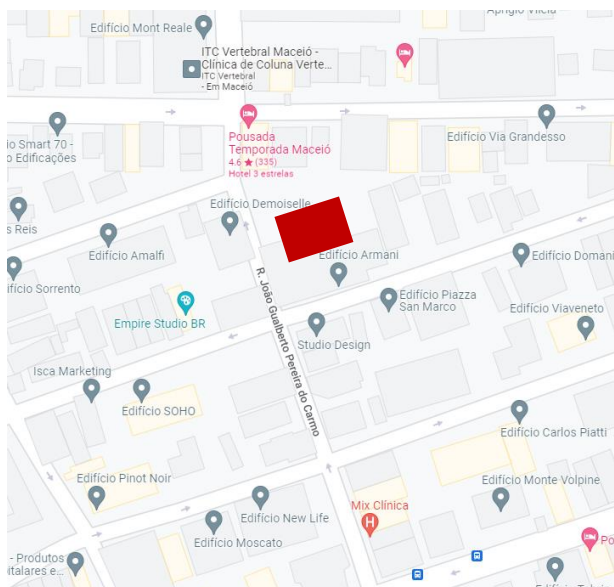 Edifício Mont Reale
ITC Vertebral Maceió -
Clínica de Coluna Verte...
ITC Vertebral
- Em Maceió
Pousada
Temporada Maceió
4.6 ★ (335)
Hotel 3 estrelas
Edifício Via Grandesso
io Smart 70 -
o Edificações
s Reis
Edifício Demoiselle
Edifício Amalfi
Edifício Armani
Edifício Domani
ifício Sorrento
Edifício Piazza
San Marco
Edifício Viaveneto
Empire Studio BR
R. João Gualberto Pereira do Carmo
Studio Design
Isca Marketing
Edifício SOHO
Edifício Carlos Piatti
Edifício Pinot Noir
Edifício Monte Volpine
Mix Clínica
H
Edifício New Life
Edifício Moscato
Po
- Produtos
italares e...